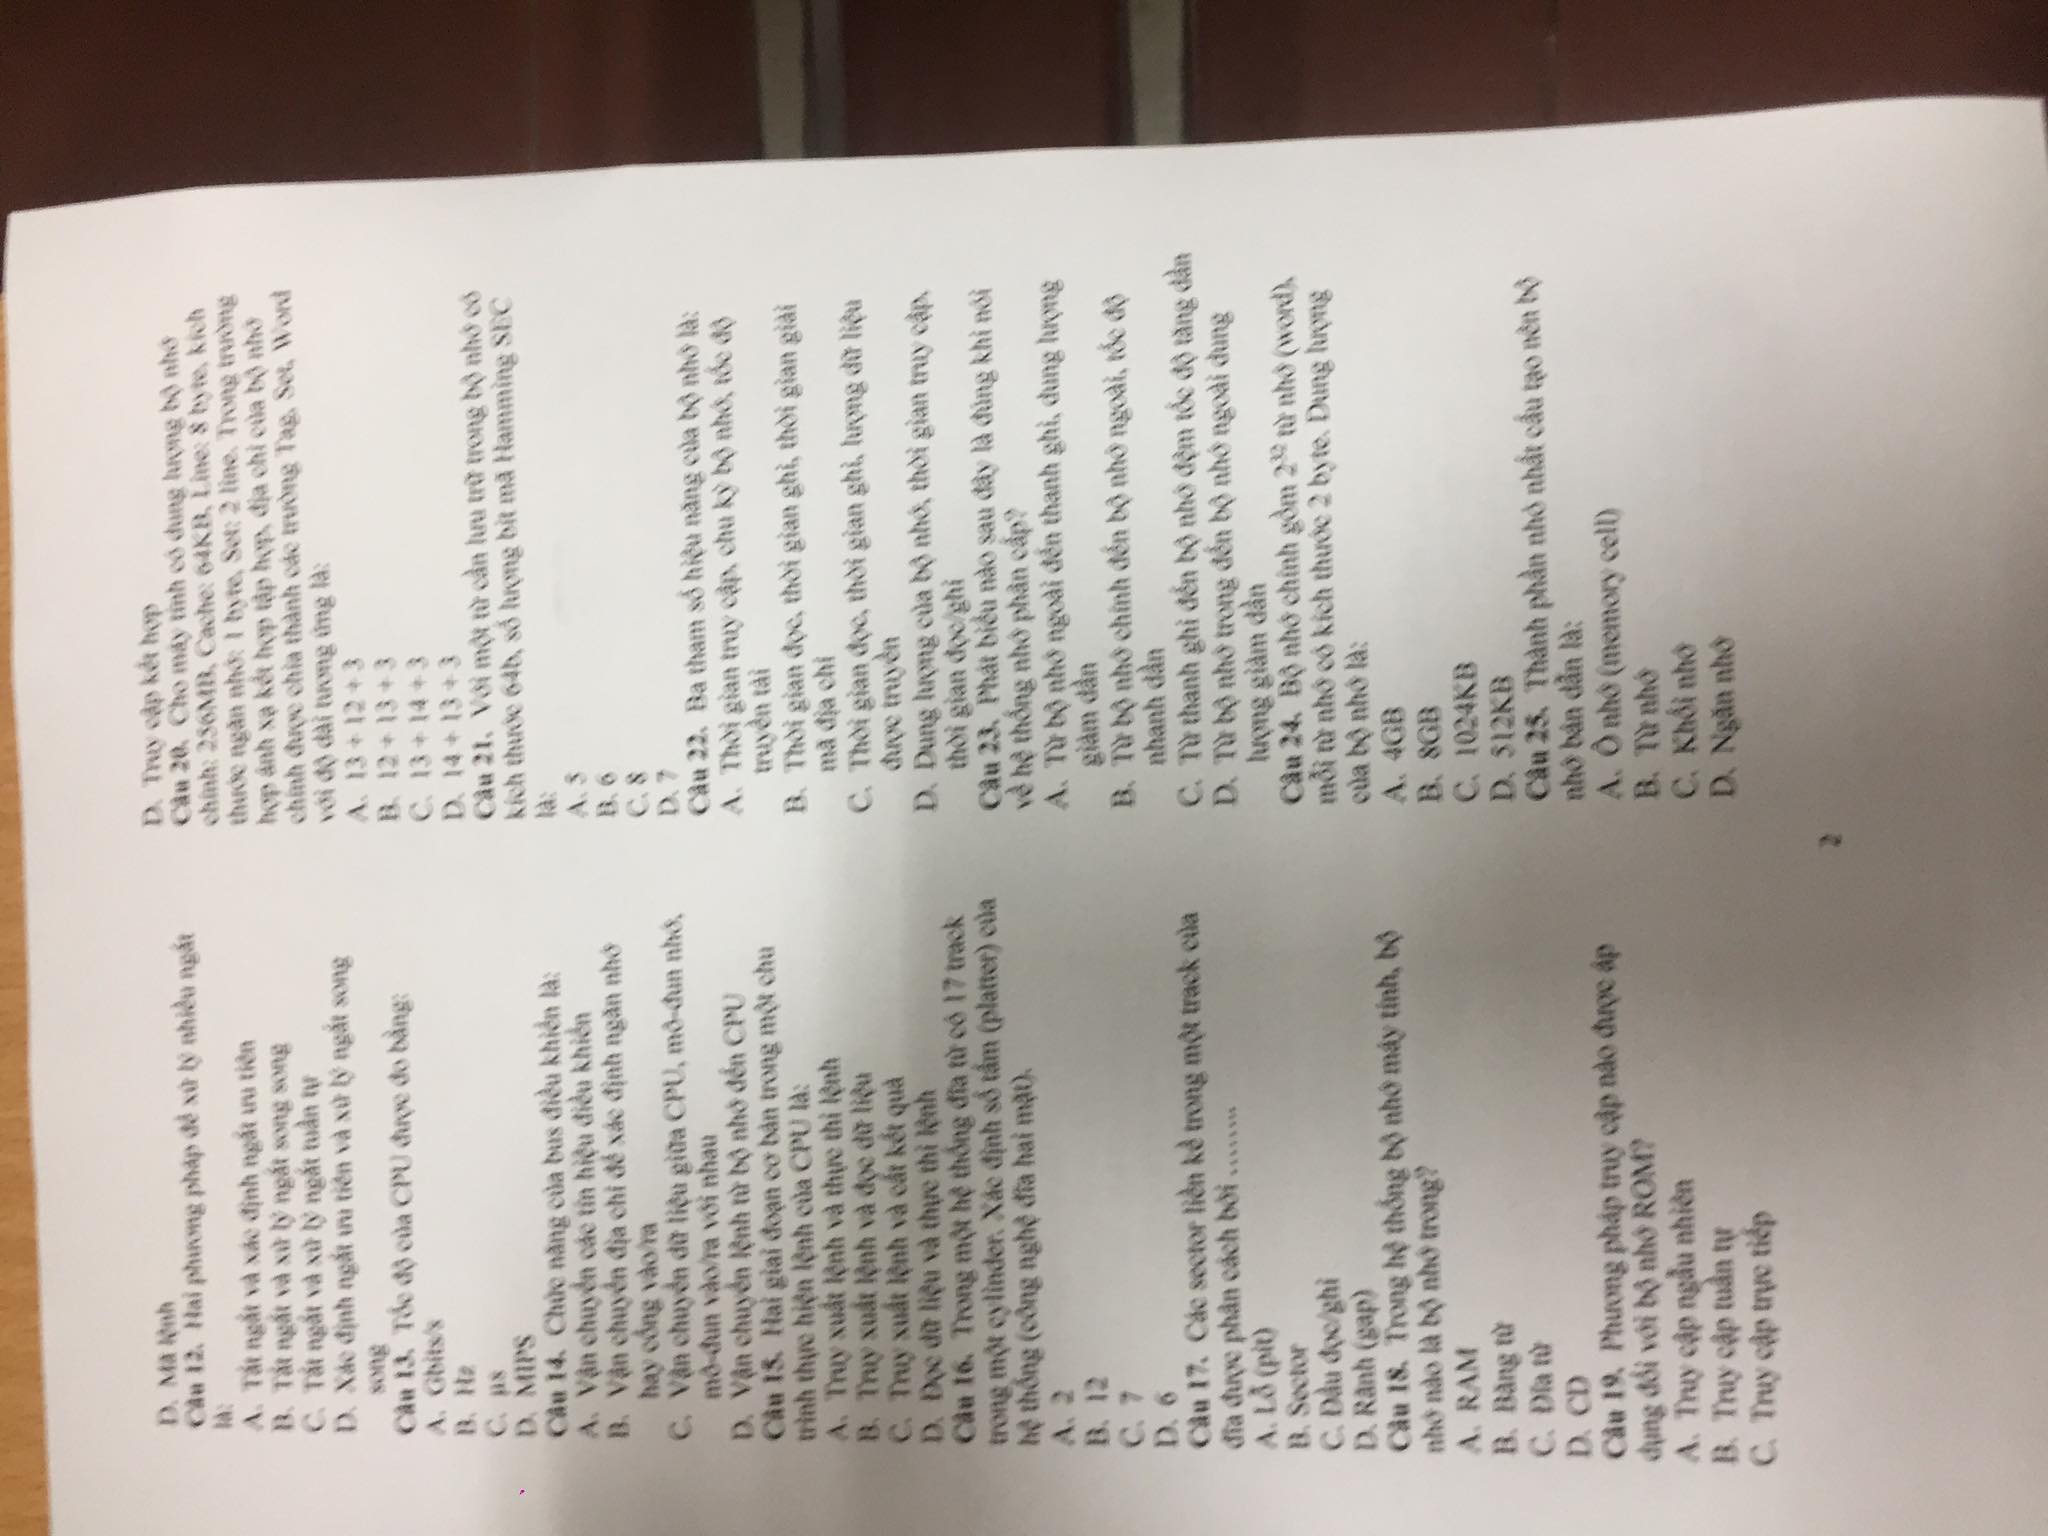 D. Mã lệnh
Câu 12. Hai phương pháp để xử lý nhiều ngắt
là:
A. Tắt ngắt và xác định ngắt ưu tiên
B. Tắt ngắt và xử lý ngắt song song
C. Tắt ngắt và xử lý ngắt tuần tự
D. Xác định ngắt ưu tiên và xử lý ngắt song
song
Câu 13. Tốc độ của CPU được đo bằng:
A. Gbits/s
B. Hz
C. µs
D. MIPS
Câu 14. Chức năng của bus điều khiển là:
A. Vận chuyển các tín hiệu điều khiển
B. Vận chuyển địa chỉ để xác định ngăn nhớ
hay cổng vào/ra
C. Vận chuyển dữ liệu giữa CPU, mô-đun nhớ,
mô-đun vào/ra với nhau
D. Vận chuyển lệnh từ bộ nhớ đến CPU
Câu 15. Hai giai đoạn cơ bản trong một chu
trình thực hiện lệnh của CPU là:
A. Truy xuất lệnh và thực thi lệnh
B. Truy xuất lệnh và đọc dữ liệu
C. Truy xuất lệnh và cất kết quả
D. Đọc dữ liệu và thực thi lệnh
Câu 16. Trong một hệ thống đĩa từ có 17 track
trong một cylinder. Xác định số tấm (platter) của
hệ thống (công nghệ đĩa hai mặt).
A. 2
B. 12
C. 7
D. 6
Câu 17. Các sector liền kề trong một track của
đĩa được phân cách bởi .......
A. Lỗ (pit)
B. Sector
C. Đầu đọc/ghi
D. Rãnh (gap)
Câu 18. Trong hệ thống bộ nhớ máy tính, bộ
nhớ nào là bộ nhớ trong?
A. RAM
B. Băng từ
C. Đĩa từ
D. CD
Câu 19. Phương pháp truy cập nào được áp
dụng đối với bộ nhớ ROM?
A. Truy cập ngẫu nhiên
B. Truy cập tuần tự
C. Truy cập trực tiếp
D. Truy cập kết hợp
Câu 20. Cho máy tính có dung lượng bộ nhớ
chính: 256MB, Cache: 64KB, Line: 8 byte, kích
thước ngăn nhớ: 1 byte, Set: 2 line. Trong trường
hợp ánh xạ kết hợp tập hợp, địa chỉ của bộ nhớ
chính được chia thành các trường Tag, Set, Word
với độ dài tương ứng là:
A. 13 + 12 + 3
B. 12 + 13 + 3
C. 13 + 14 + 3
D. 14 + 13 + 3
Câu 21. Với một từ cần lưu trữ trong bộ nhớ có
kích thước 64b, số lượng bit mã Hamming SEC
là:
A. 5
B. 6
C. 8
D. 7
Câu 22. Ba tham số hiệu năng của bộ nhớ là:
A. Thời gian truy cập, chu kỳ bộ nhớ, tốc độ
truyền tải
B. Thời gian đọc, thời gian ghi, thời gian giải
mã địa chỉ
C. Thời gian đọc, thời gian ghi, lượng dữ liệu
được truyền
D. Dung lượng của bộ nhớ, thời gian truy cập,
thời gian đọc/ghi
Câu 23. Phát biểu nào sau đây là đúng khi nói
về hệ thống nhớ phân cấp?
A. Từ bộ nhớ ngoài đến thanh ghi, dung lượng
giảm dần
B. Từ bộ nhớ chính đến bộ nhớ ngoài, tốc độ
nhanh dần
C. Từ thanh ghi đến bộ nhớ đệm tốc độ tăng dần
D. Từ bộ nhớ trong đến bộ nhớ ngoài dung
lượng giảm dần
Câu 24. Bộ nhớ chính gồm 2³² từ nhớ (word),
mỗi từ nhớ có kích thước 2 byte. Dung lượng
của bộ nhớ là:
A. 4GB
B. 8GB
C. 1024KB
D. 512KB
Câu 25. Thành phần nhỏ nhất cấu tạo nên bộ
nhớ bán dẫn là:
A. Ô nhớ (memory cell)
B. Từ nhớ
C. Khối nhớ
D. Ngăn nhớ
2